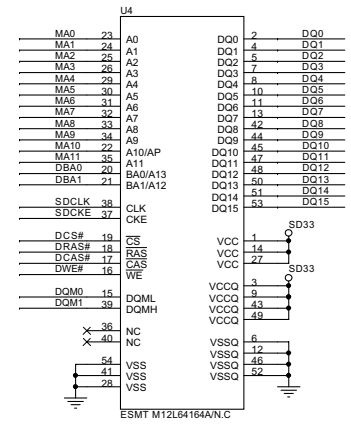 U4
MA0 23 A0 DQ0 2 DQ0
MA1 24 A1 DQ1 4 DQ1
MA2 25 A2 DQ2 5 DQ2
MA3 26 A3 DQ3 7 DQ3
MA4 29 A4 DQ4 8 DQ4
MA5 30 A5 DQ5 10 DQ5
MA6 31 A6 DQ6 11 DQ6
MA7 32 A7 DQ7 13 DQ7
MA8 33 A8 DQ8 42 DQ8
MA9 34 A9 DQ9 44 DQ9
MA10 22 A10/AP DQ10 45 DQ10
MA11 35 A11 DQ11 47 DQ11
DBA0 20 BA0/A13 DQ12 48 DQ12
DBA1 21 BA1/A12 DQ13 50 DQ13
DQ14 51 DQ14
SDCLK 38 CLK DQ15 53 DQ15
SDCKE 37 CKE
SD33
DCS# 19 CS VCC 1
DRAS# 18 RAS VCC 14
DCAS# 17 CAS VCC 27
DWE# 16 WE
SD33
VCCQ 3
DQM0 15 DQML VCCQ 9
DQM1 39 DQMH VCCQ 43
VCCQ 49
36 NC
40 NC VSSQ 6
VSSQ 12
54 VSS VSSQ 46
41 VSS VSSQ 52
28 VSS
ESMT M12L64164A/N.C